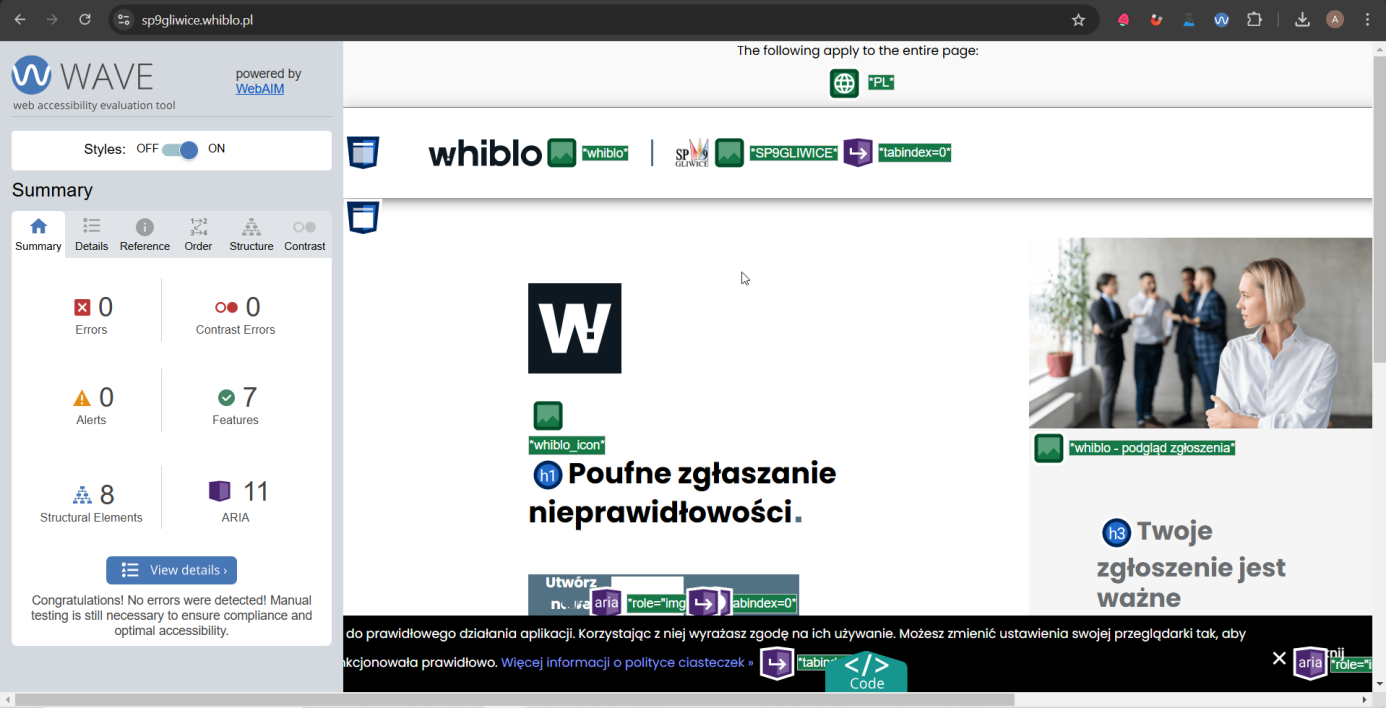 sp9gliwice.whiblo.pl
A
WAVE
web accessibility evaluation tool
powered by
WebAIM
Styles: OFF ON
Summary
Summary Details Reference Order Structure Contrast
0
Errors
0
Contrast Errors
0
Alerts
7
Features
8
Structural Elements
11
ARIA
View details ›
Congratulations! No errors were detected! Manual
testing is still necessary to ensure compliance and
optimal accessibility.
The following apply to the entire page:
*PL*
whiblo *whiblo* | SP9 GLIWICE *SP9GLIWICE* *tabindex=0*
W
*whiblo_icon*
h1 Poufne zgłaszanie
nieprawidłowości.
*whiblo - podgląd zgłoszenia*
h3 Twoje
zgłoszenie jest
ważne
Utwórz
aria *role="img abindex=0*
do prawidłowego działania aplikacji. Korzystając z niej wyrażasz zgodę na ich używanie. Możesz zmienić ustawienia swojej przeglądarki tak, aby
nkcjonowała prawidłowo. Więcej informacji o polityce ciasteczek » *tabin
aria nij *role="i
</> Code